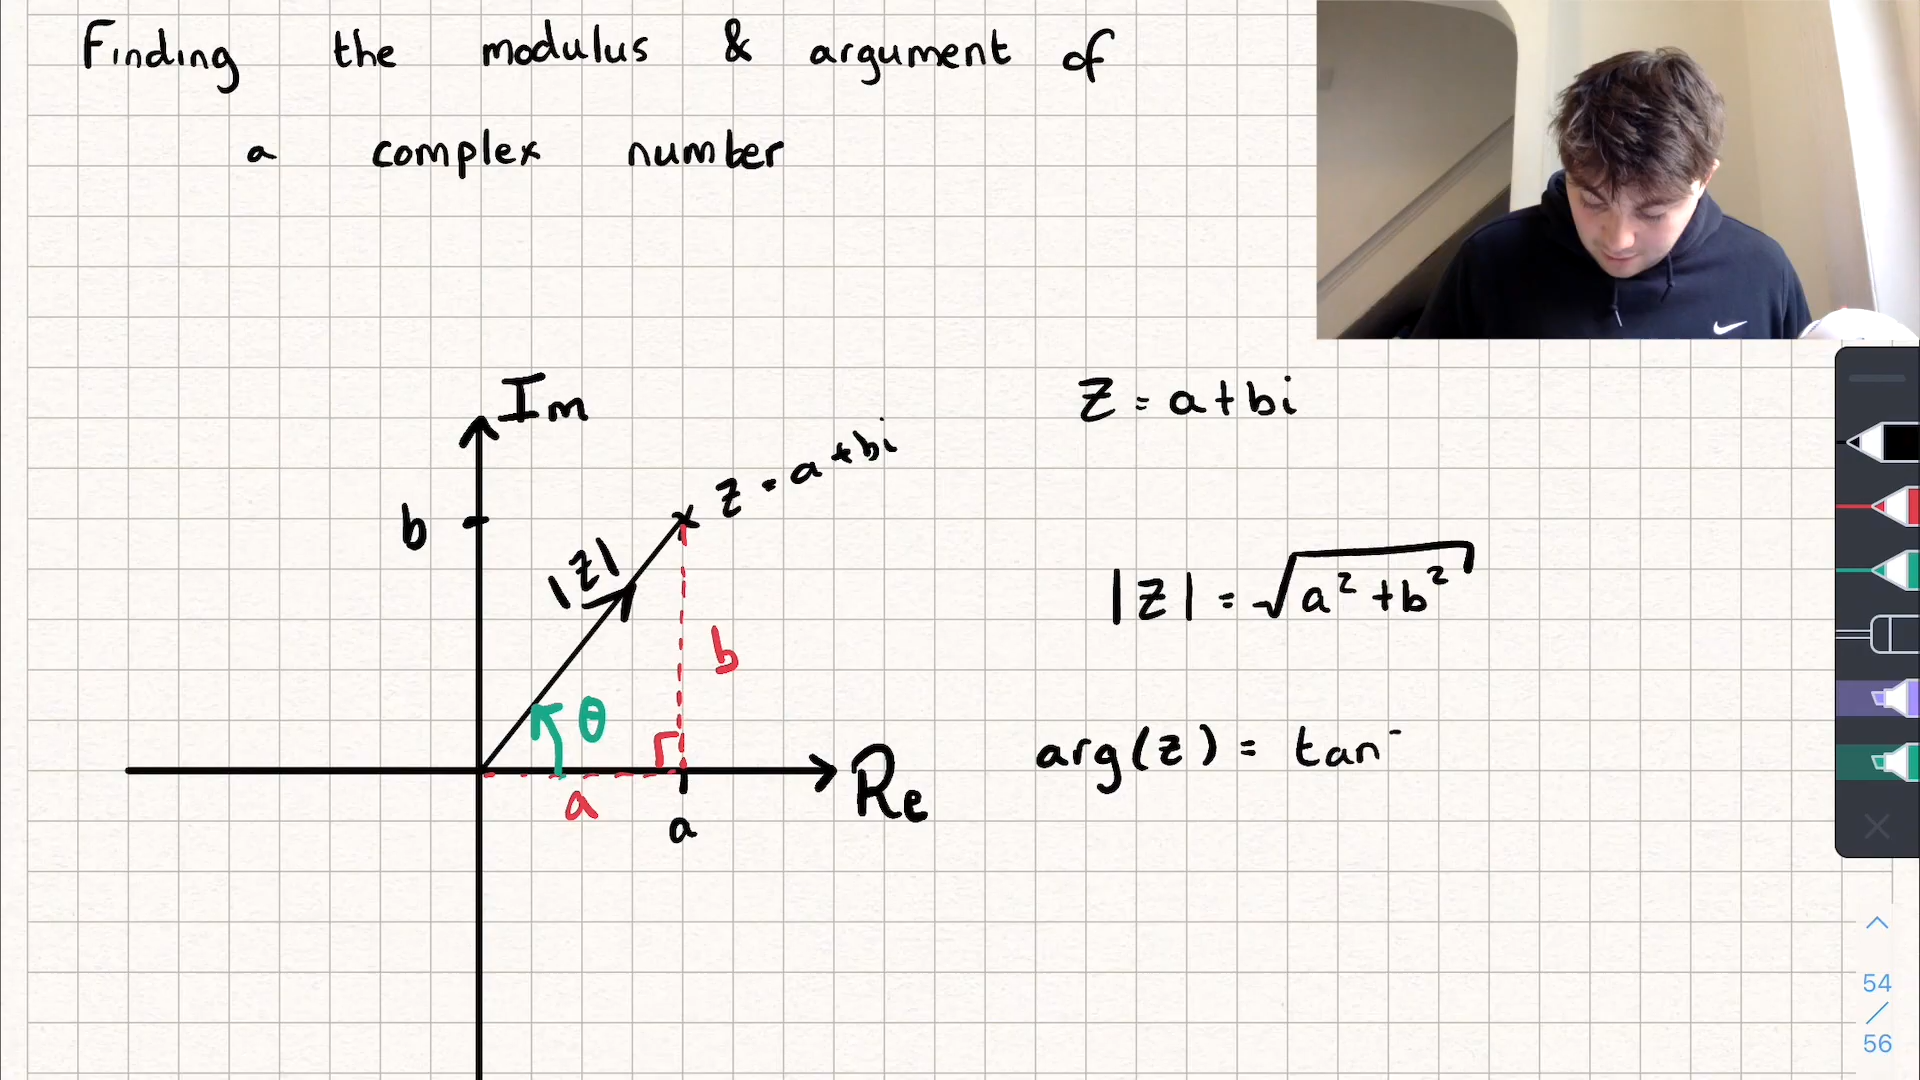 Finding the modulus & argument of
a complex number
Im
z = a+bi
b
|z|
b
θ
a
a
Re
z = a+bi
|z| = √a²+b²
arg(z) = tan⁻
54
/
56